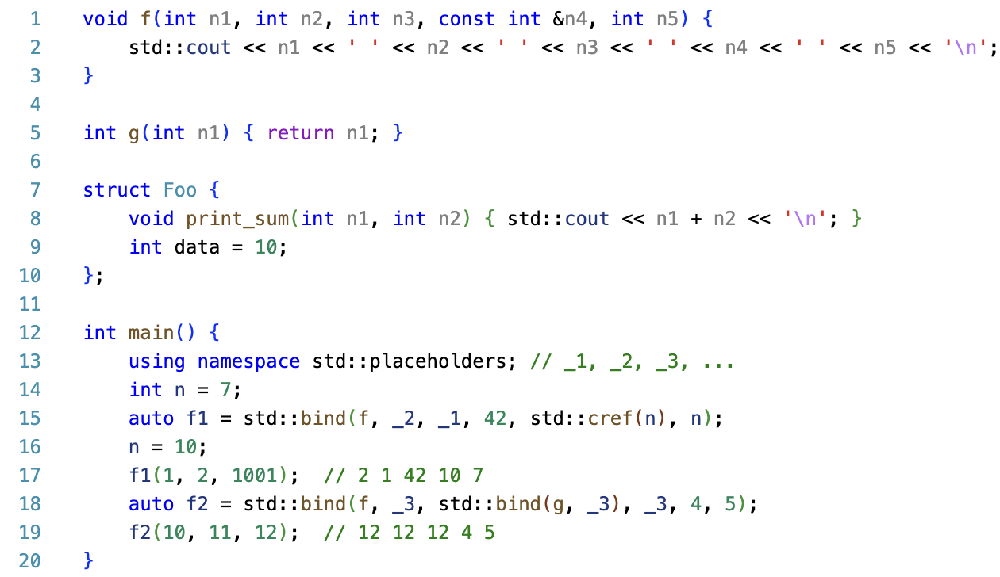 1 void f(int n1, int n2, int n3, const int &n4, int n5) {
2     std::cout << n1 << ' ' << n2 << ' ' << n3 << ' ' << n4 << ' ' << n5 << '\n';
3 }
4
5 int g(int n1) { return n1; }
6
7 struct Foo {
8     void print_sum(int n1, int n2) { std::cout << n1 + n2 << '\n'; }
9     int data = 10;
10 };
11
12 int main() {
13     using namespace std::placeholders; // _1, _2, _3, ...
14     int n = 7;
15     auto f1 = std::bind(f, _2, _1, 42, std::cref(n), n);
16     n = 10;
17     f1(1, 2, 1001);  // 2 1 42 10 7
18     auto f2 = std::bind(f, _3, std::bind(g, _3), _3, 4, 5);
19     f2(10, 11, 12);  // 12 12 12 4 5
20 }